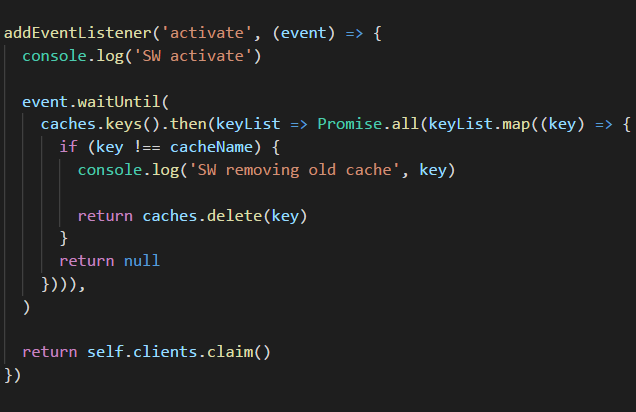 addEventListener('activate', (event) => {
  console.log('SW activate')

  event.waitUntil(
    caches.keys().then(keyList => Promise.all(keyList.map((key) => {
      if (key !== cacheName) {
        console.log('SW removing old cache', key)

        return caches.delete(key)
      }
      return null
    }))),
  )

  return self.clients.claim()
})